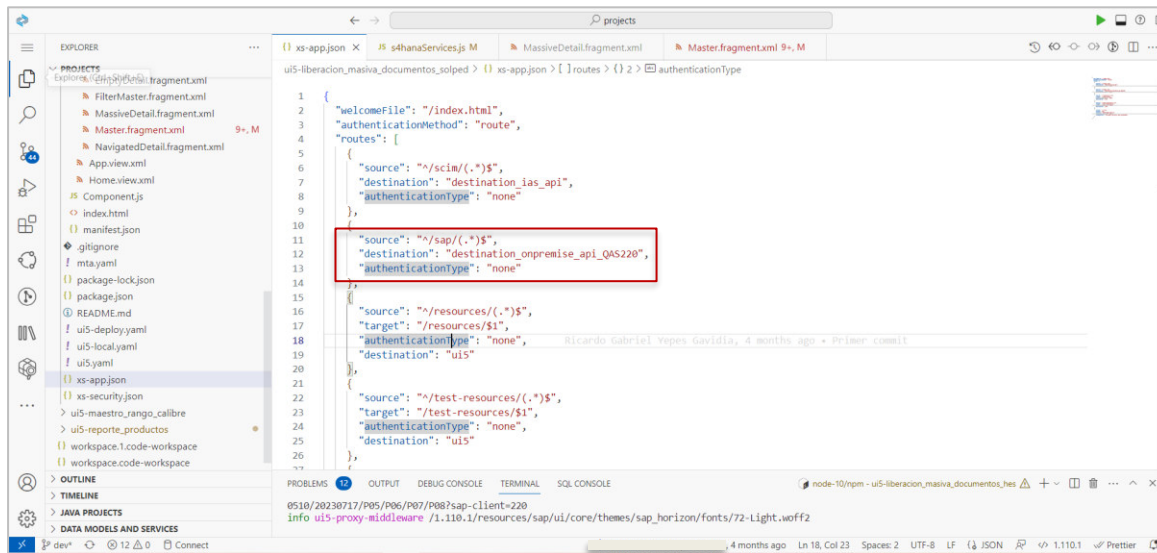 projects
EXPLORER
PROJECTS
Explorer (Ctrl+Shift+E)
fragment.xml
FilterMaster.fragment.xml
MassiveDetail.fragment.xml
Master.fragment.xml 9+, M
NavigatedDetail.fragment.xml
App.view.xml
Home.view.xml
JS Component.js
index.html
{} manifest.json
.gitignore
! mta.yaml
{} package-lock.json
{} package.json
README.md
! ui5-deploy.yaml
! ui5-local.yaml
! ui5.yaml
{} xs-app.json
{} xs-security.json
> ui5-maestro_rango_calibre
> ui5-reporte_productos
{} workspace.1.code-workspace
{} workspace.code-workspace
> OUTLINE
> TIMELINE
> JAVA PROJECTS
> DATA MODELS AND SERVICES
44
{} xs-app.json × JS s4hanaServices.js M MassiveDetail.fragment.xml Master.fragment.xml 9+, M
ui5-liberacion_masiva_documentos_solped > {} xs-app.json > [ ] routes > {} 2 > authenticationType
1 {
2 "welcomeFile": "/index.html",
3 "authenticationMethod": "route",
4 "routes": [
5 {
6 "source": "^/scim/(.*)$",
7 "destination": "destination_ias_api",
8 "authenticationType": "none"
9 },
10 {
11 "source": "^/sap/(.*)$",
12 "destination": "destination_onpremise_api_QAS220",
13 "authenticationType": "none"
14 },
15 {
16 "source": "^/resources/(.*)$",
17 "target": "/resources/$1",
18 "authenticationType": "none", Ricardo Gabriel Yepes Gavidia, 4 months ago • Primer commit
19 "destination": "ui5"
20 },
21 {
22 "source": "^/test-resources/(.*)$",
23 "target": "/test-resources/$1",
24 "authenticationType": "none",
25 "destination": "ui5"
26 },
27 {
PROBLEMS 12 OUTPUT DEBUG CONSOLE TERMINAL SQL CONSOLE node-10/npm - ui5-liberacion_masiva_documentos_hes
0510/20230717/P05/P06/P07/P08?sap-client=220
info ui5-proxy-middleware /1.110.1/resources/sap/ui/core/themes/sap_horizon/fonts/72-Light.woff2
dev* 12 0 Connect , 4 months ago Ln 18, Col 23 Spaces: 2 UTF-8 LF {} JSON </> 1.110.1 Prettier